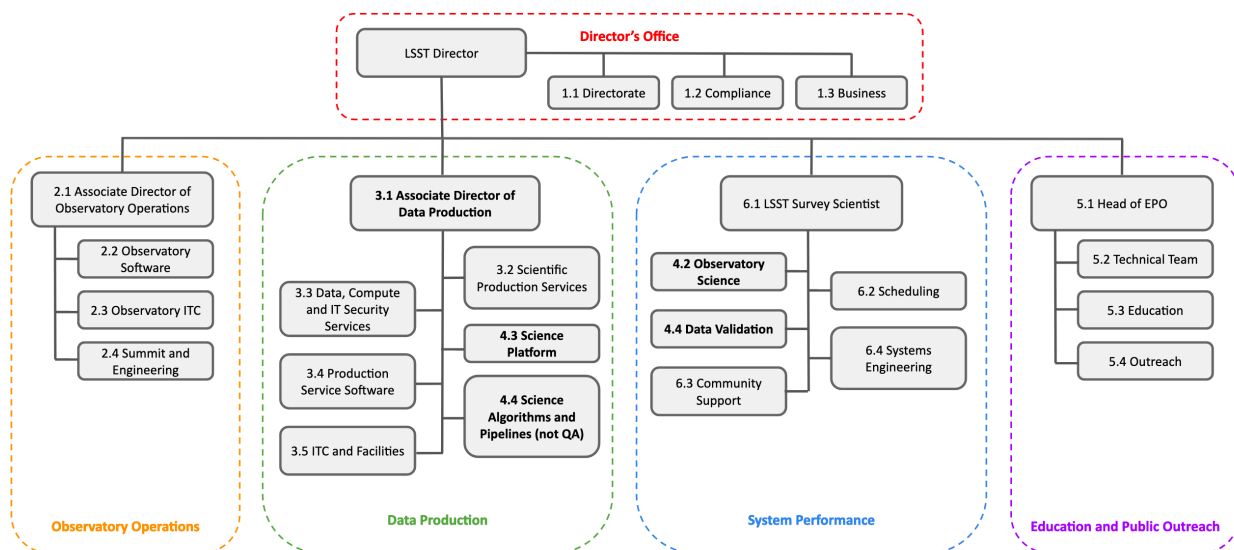 Director’s Office
LSST Director
1.1 Directorate
1.2 Compliance
1.3 Business
2.1 Associate Director of
Observatory Operations
2.2 Observatory
Software
2.3 Observatory ITC
2.4 Summit and
Engineering
Observatory Operations
3.1 Associate Director of
Data Production
3.2 Scientific
Production Services
3.3 Data, Compute
and IT Security
Services
4.3 Science
Platform
3.4 Production
Service Software
4.4 Science
Algorithms and
Pipelines (not QA)
3.5 ITC and Facilities
Data Production
6.1 LSST Survey Scientist
4.2 Observatory
Science
6.2 Scheduling
4.4 Data Validation
6.4 Systems
Engineering
6.3 Community
Support
System Performance
5.1 Head of EPO
5.2 Technical Team
5.3 Education
5.4 Outreach
Education and Public Outreach